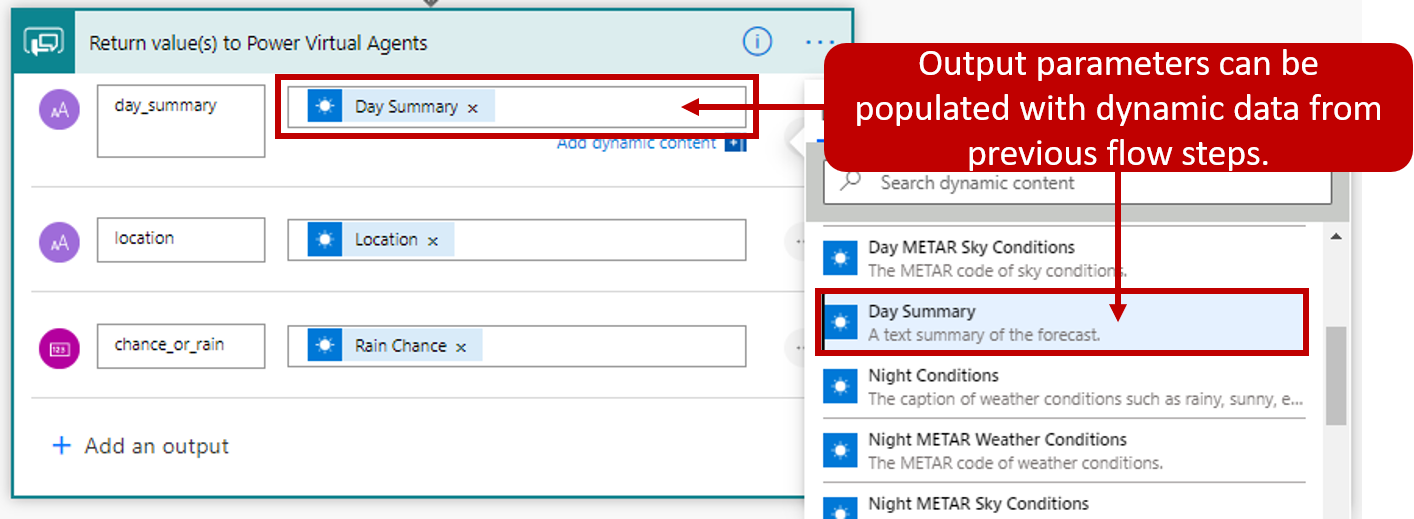 Return value(s) to Power Virtual Agents
Output parameters can be
populated with dynamic data from
previous flow steps.
day_summary
Day Summary ×
Add dynamic content
location
Location ×
chance_or_rain
123
Rain Chance ×
+ Add an output
Search dynamic content
Day METAR Sky Conditions
The METAR code of sky conditions.
Day Summary
A text summary of the forecast.
Night Conditions
The caption of weather conditions such as rainy, sunny, e...
Night METAR Weather Conditions
The METAR code of weather conditions.
Night METAR Sky Conditions